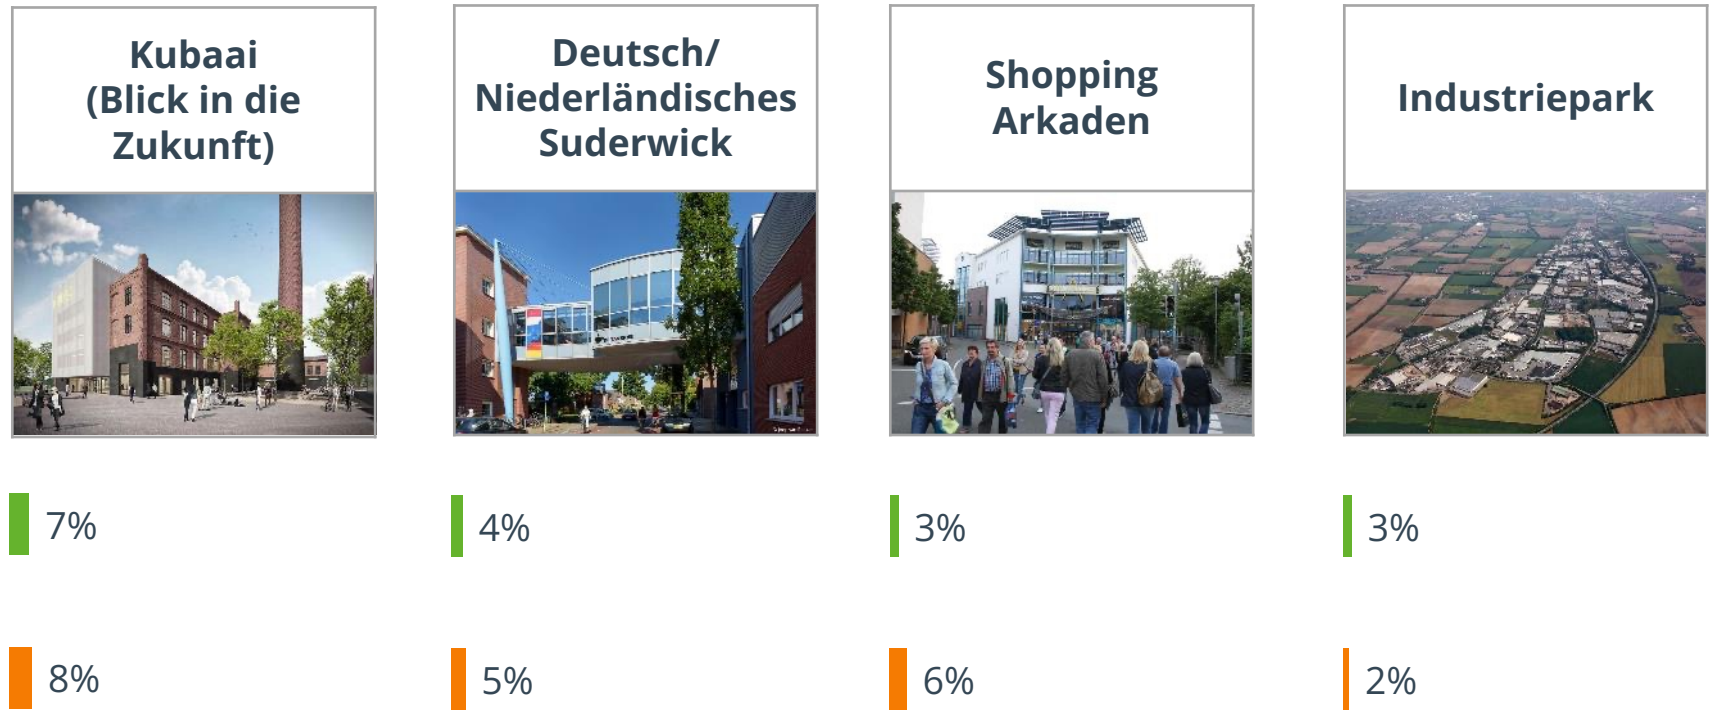 Kubaai
(Blick in die
Zukunft)
Deutsch/
Niederländisches
Suderwick
Shopping
Arkaden
Industriepark
7%
4%
3%
3%
8%
5%
6%
2%